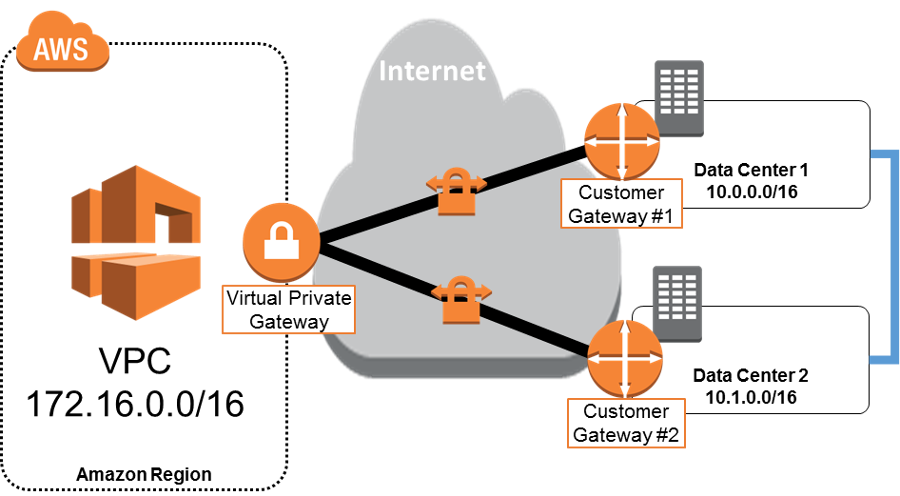 AWS
Internet
Data Center 1
10.0.0.0/16
Customer
Gateway #1
Virtual Private
Gateway
VPC
172.16.0.0/16
Data Center 2
10.1.0.0/16
Customer
Gateway #2
Amazon Region